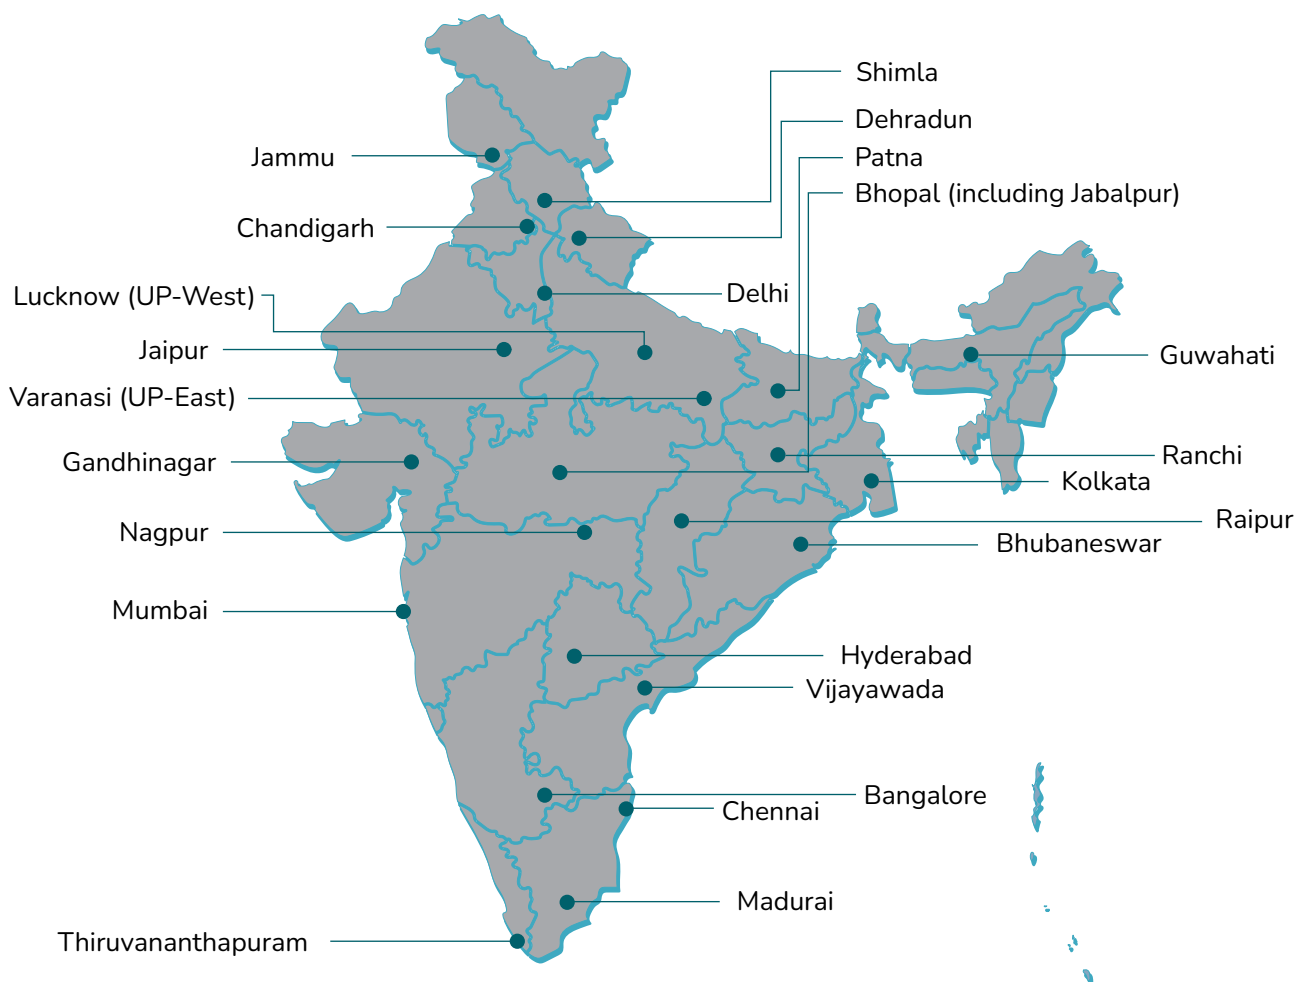 Shimla
Dehradun
Jammu
Patna
Bhopal (including Jabalpur)
Chandigarh
Delhi
Lucknow (UP-West)
Jaipur
Guwahati
Varanasi (UP-East)
Gandhinagar
Ranchi
Kolkata
Nagpur
Raipur
Bhubaneswar
Mumbai
Hyderabad
Vijayawada
Bangalore
Chennai
Madurai
Thiruvananthapuram